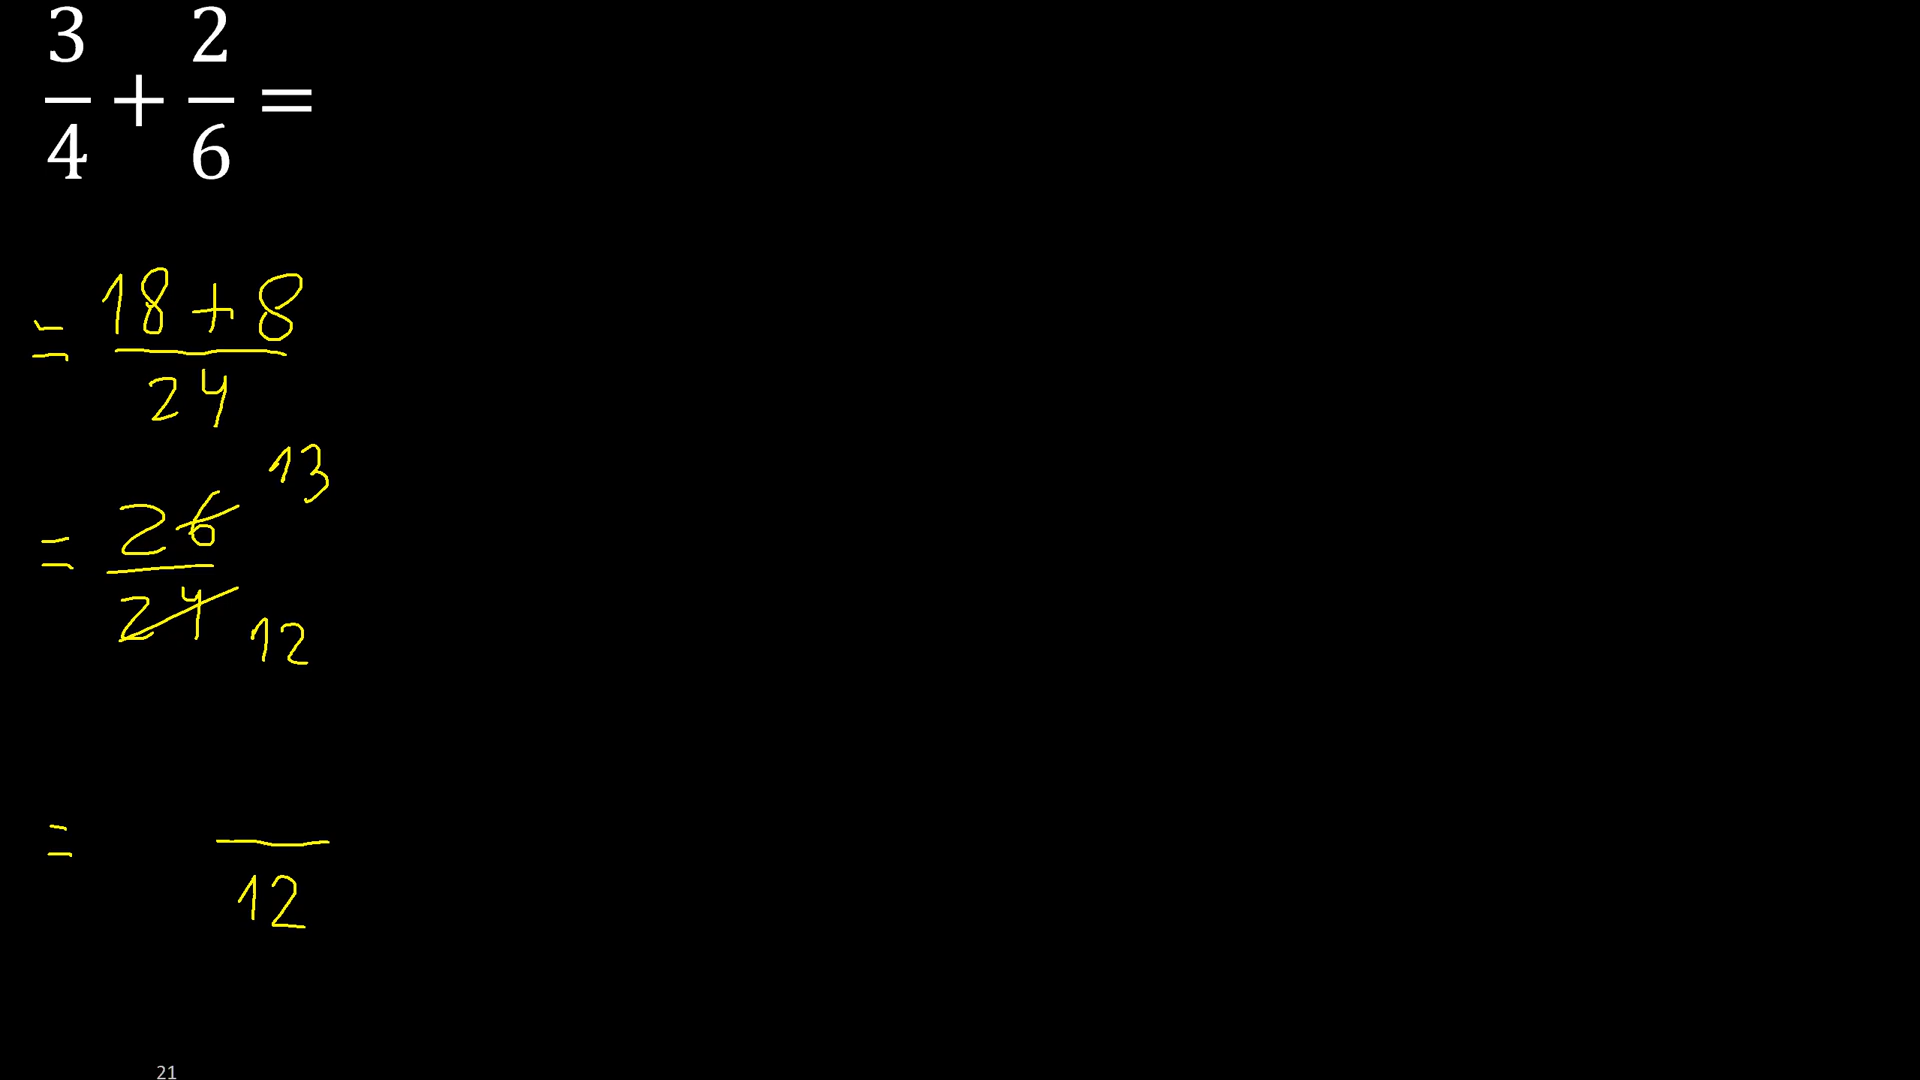 3/4 + 2/6 =
= (18 + 8)/24
= 26/24 13 12
= /12
21